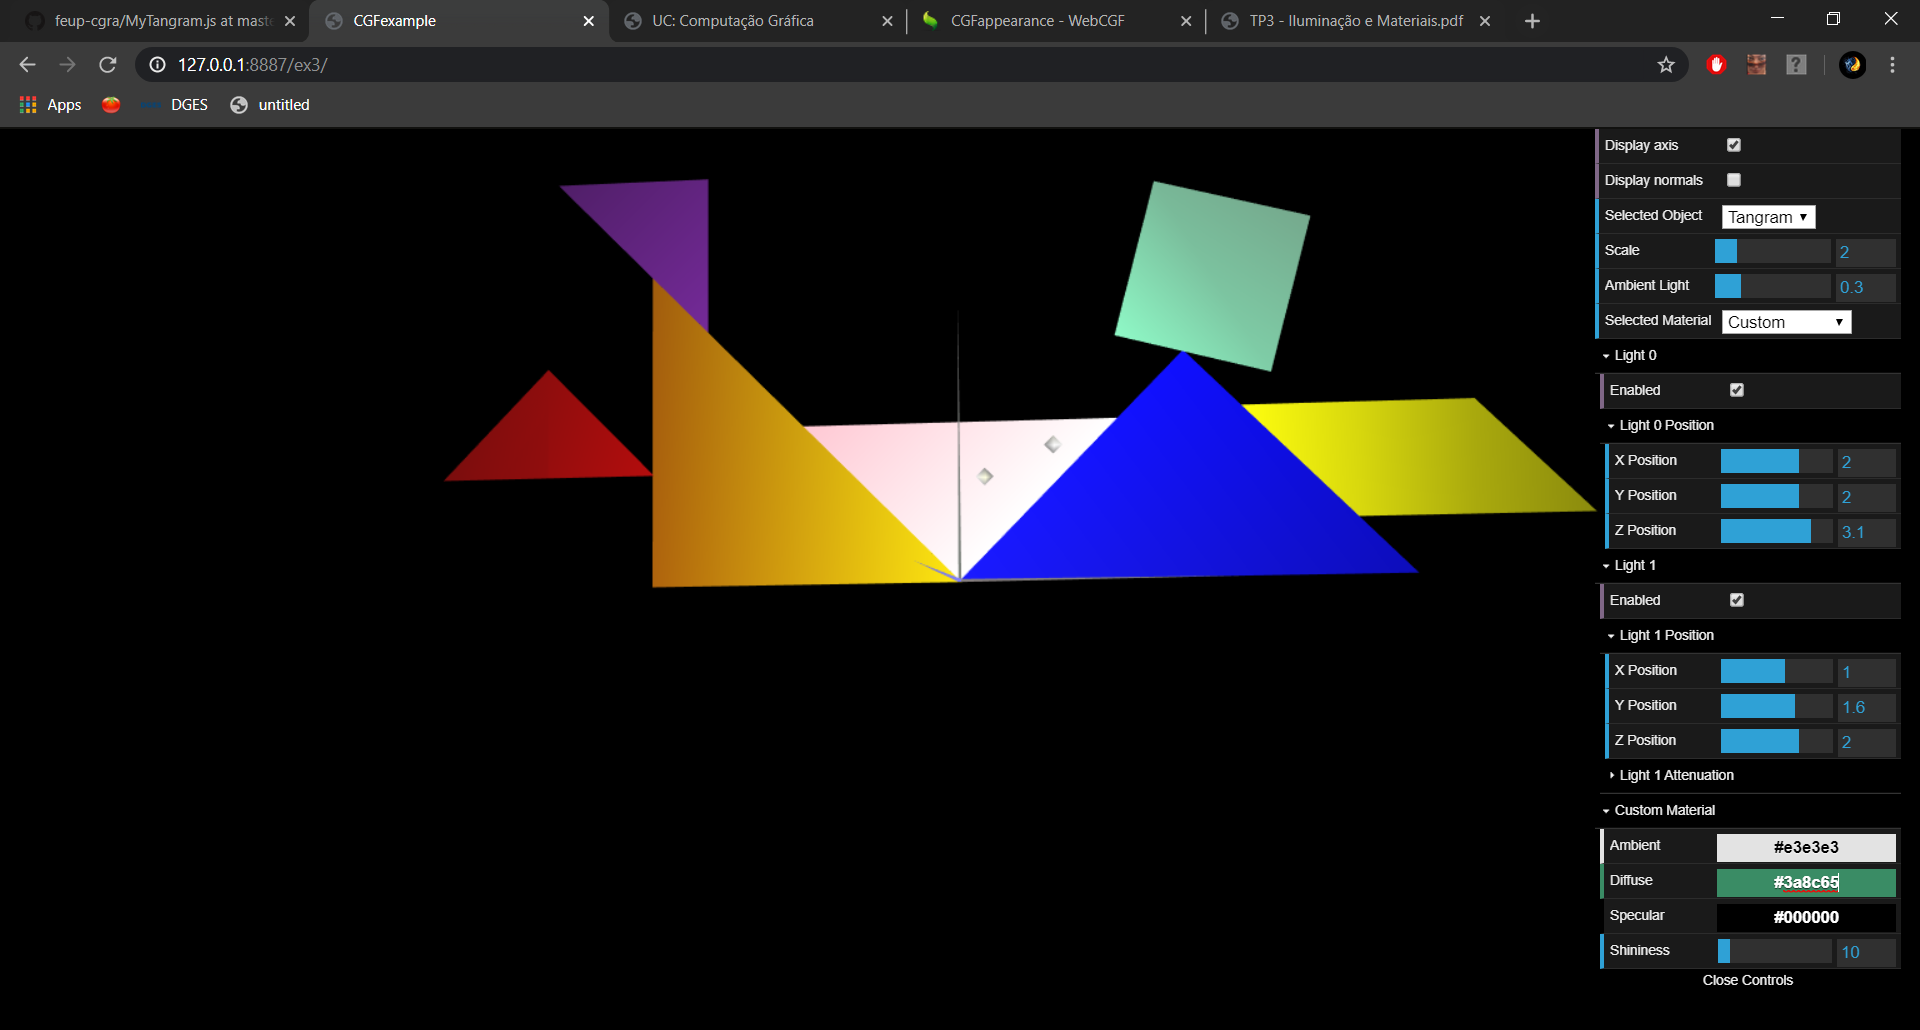 feup-cgra/MyTangram.js at maste
CGFexample
UC: Computação Gráfica
CGFappearance - WebCGF
TP3 - Iluminação e Materiais.pdf
127.0.0.1:8887/ex3/
Apps
DGES
untitled
Display axis
Display normals
Selected Object Tangram
Scale 2
Ambient Light 0.3
Selected Material Custom
Light 0
Enabled
Light 0 Position
X Position 2
Y Position 2
Z Position 3.1
Light 1
Enabled
Light 1 Position
X Position 1
Y Position 1.6
Z Position 2
Light 1 Attenuation
Custom Material
Ambient #e3e3e3
Diffuse #3a8c65
Specular #000000
Shininess 10
Close Controls